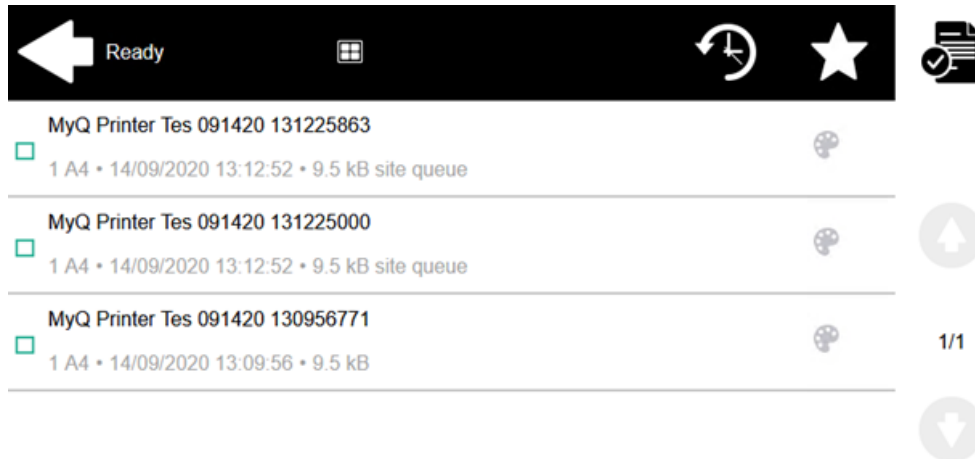 Ready
MyQ Printer Tes 091420 131225863
1 A4 • 14/09/2020 13:12:52 • 9.5 kB site queue
MyQ Printer Tes 091420 131225000
1 A4 • 14/09/2020 13:12:52 • 9.5 kB site queue
MyQ Printer Tes 091420 130956771
1 A4 • 14/09/2020 13:09:56 • 9.5 kB
1/1